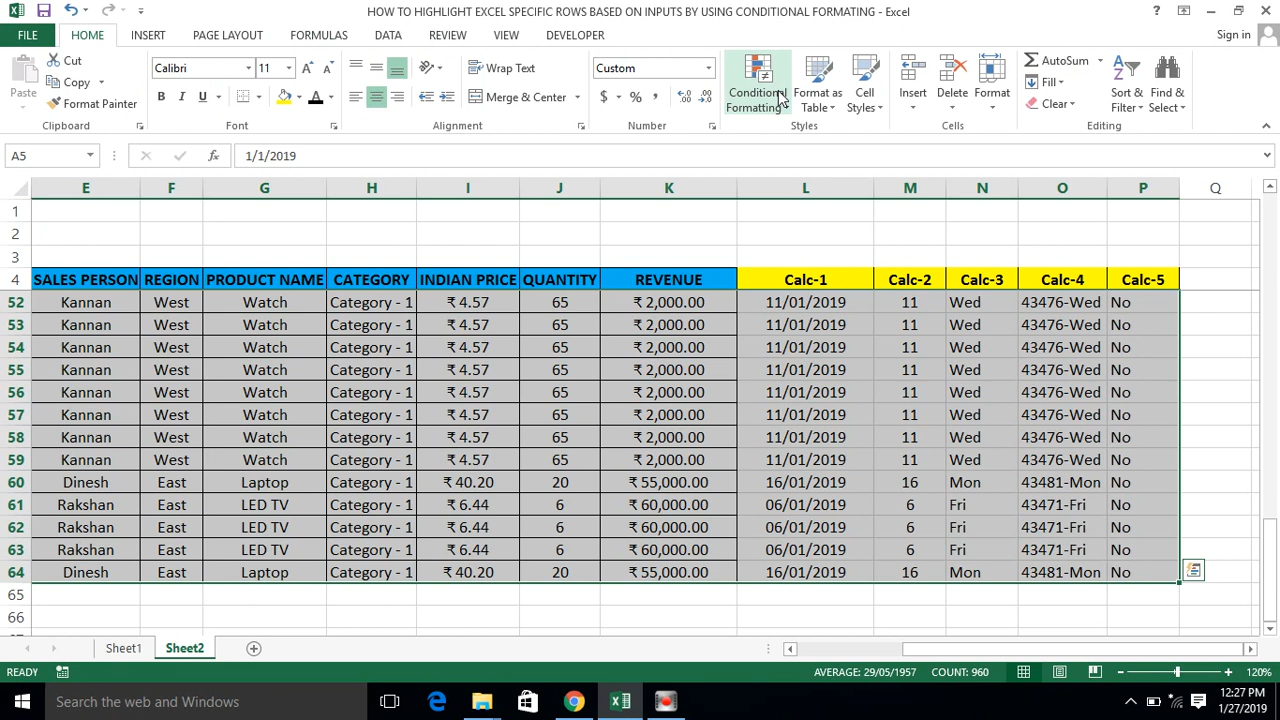 HOW TO HIGHLIGHT EXCEL SPECIFIC ROWS BASED ON INPUTS BY USING CONDITIONAL FORMATING - Excel
FILE HOME INSERT PAGE LAYOUT FORMULAS DATA REVIEW VIEW DEVELOPER Sign in
Paste Cut Copy Format Painter
Calibri 11 B I U A
Wrap Text Merge & Center
Custom $ % ,
Conditional Formatting Format as Table Cell Styles
Insert Delete Format
AutoSum Fill Clear Sort & Filter Find & Select
Clipboard Font Alignment Number Styles Cells Editing
A5 fx 1/1/2019
E F G H I J K L M N O P Q
1
2
3
4 SALES PERSON REGION PRODUCT NAME CATEGORY INDIAN PRICE QUANTITY REVENUE Calc-1 Calc-2 Calc-3 Calc-4 Calc-5
52 Kannan West Watch Category - 1 ₹ 4.57 65 ₹ 2,000.00 11/01/2019 11 Wed 43476-Wed No
53 Kannan West Watch Category - 1 ₹ 4.57 65 ₹ 2,000.00 11/01/2019 11 Wed 43476-Wed No
54 Kannan West Watch Category - 1 ₹ 4.57 65 ₹ 2,000.00 11/01/2019 11 Wed 43476-Wed No
55 Kannan West Watch Category - 1 ₹ 4.57 65 ₹ 2,000.00 11/01/2019 11 Wed 43476-Wed No
56 Kannan West Watch Category - 1 ₹ 4.57 65 ₹ 2,000.00 11/01/2019 11 Wed 43476-Wed No
57 Kannan West Watch Category - 1 ₹ 4.57 65 ₹ 2,000.00 11/01/2019 11 Wed 43476-Wed No
58 Kannan West Watch Category - 1 ₹ 4.57 65 ₹ 2,000.00 11/01/2019 11 Wed 43476-Wed No
59 Kannan West Watch Category - 1 ₹ 4.57 65 ₹ 2,000.00 11/01/2019 11 Wed 43476-Wed No
60 Dinesh East Laptop Category - 1 ₹ 40.20 20 ₹ 55,000.00 16/01/2019 16 Mon 43481-Mon No
61 Rakshan East LED TV Category - 1 ₹ 6.44 6 ₹ 60,000.00 06/01/2019 6 Fri 43471-Fri No
62 Rakshan East LED TV Category - 1 ₹ 6.44 6 ₹ 60,000.00 06/01/2019 6 Fri 43471-Fri No
63 Rakshan East LED TV Category - 1 ₹ 6.44 6 ₹ 60,000.00 06/01/2019 6 Fri 43471-Fri No
64 Dinesh East Laptop Category - 1 ₹ 40.20 20 ₹ 55,000.00 16/01/2019 16 Mon 43481-Mon No
65
66
Sheet1 Sheet2
READY AVERAGE: 29/05/1957 COUNT: 960 120%
Search the web and Windows
12:27 PM
1/27/2019